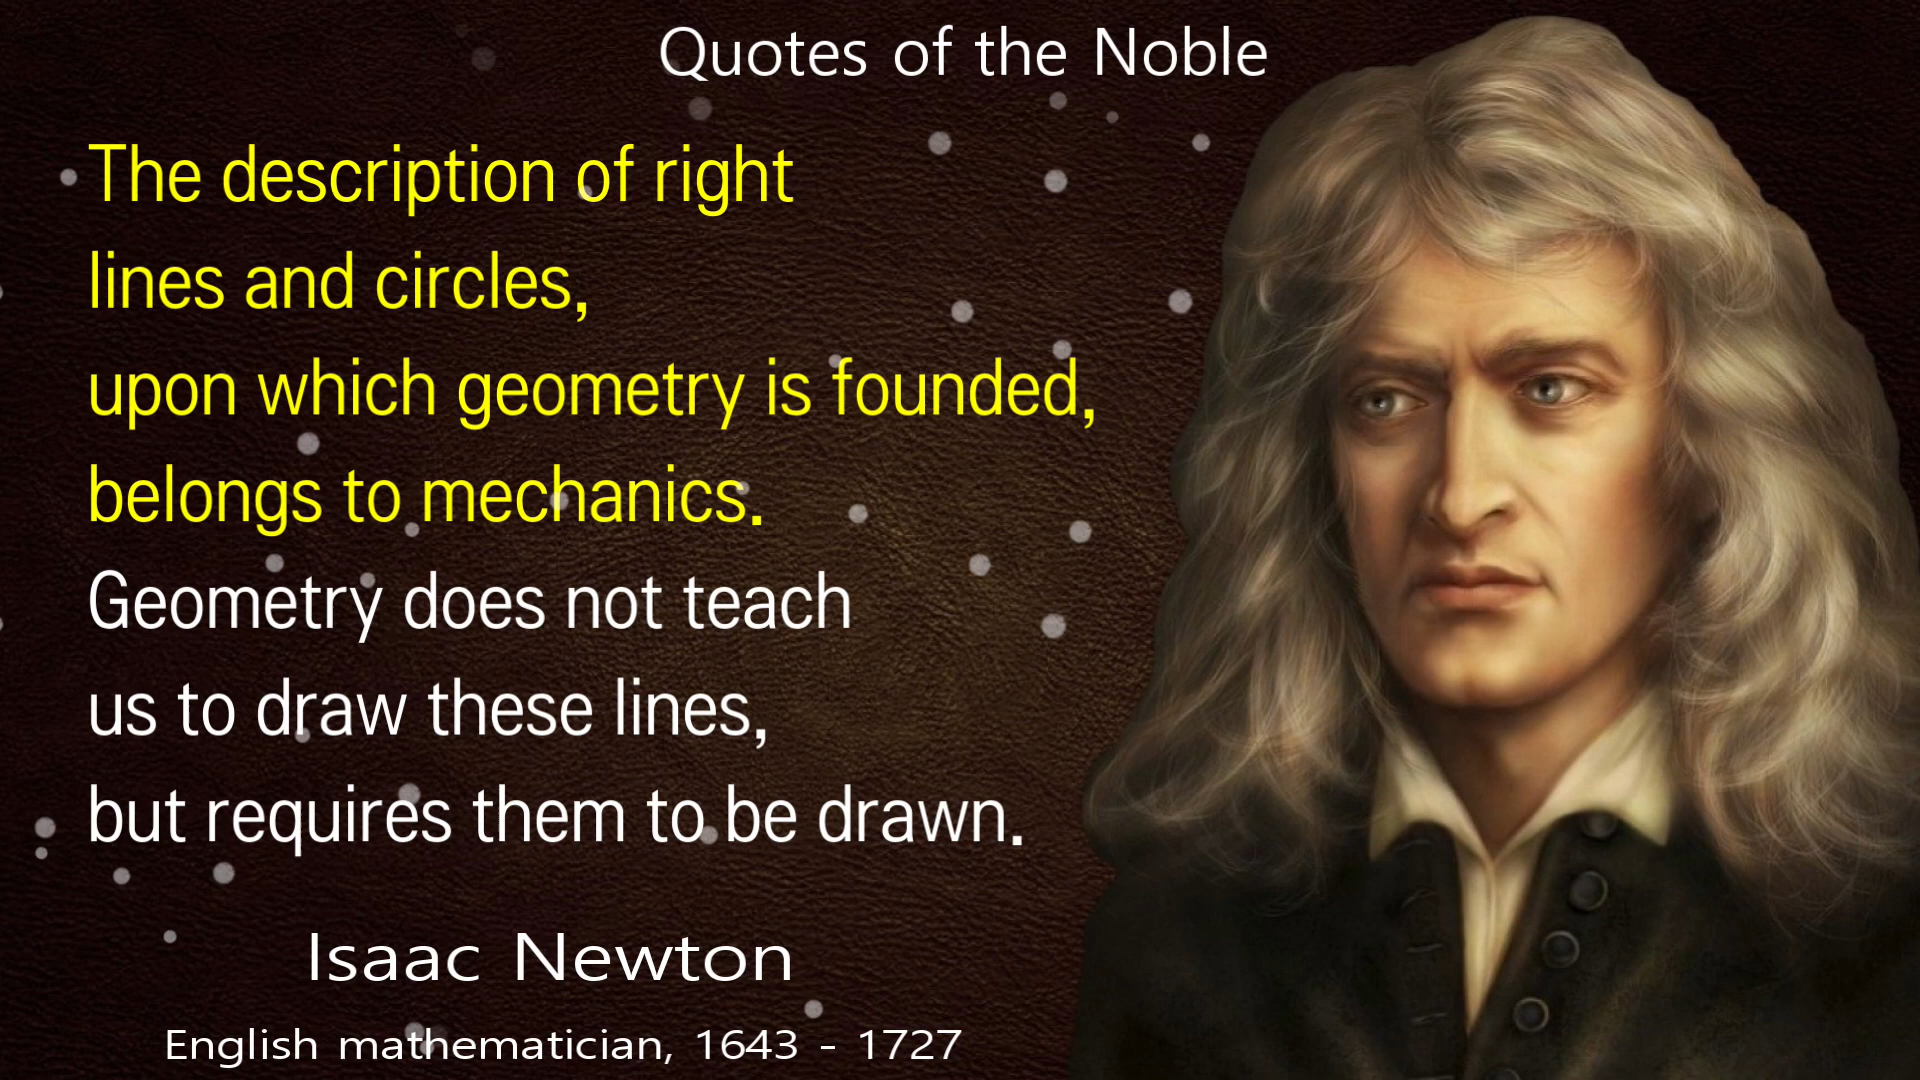 Quotes of the Noble
The description of right
lines and circles,
upon which geometry is founded,
belongs to mechanics.
Geometry does not teach
us to draw these lines,
but requires them to be drawn.
Isaac Newton
English mathematician, 1643 - 1727